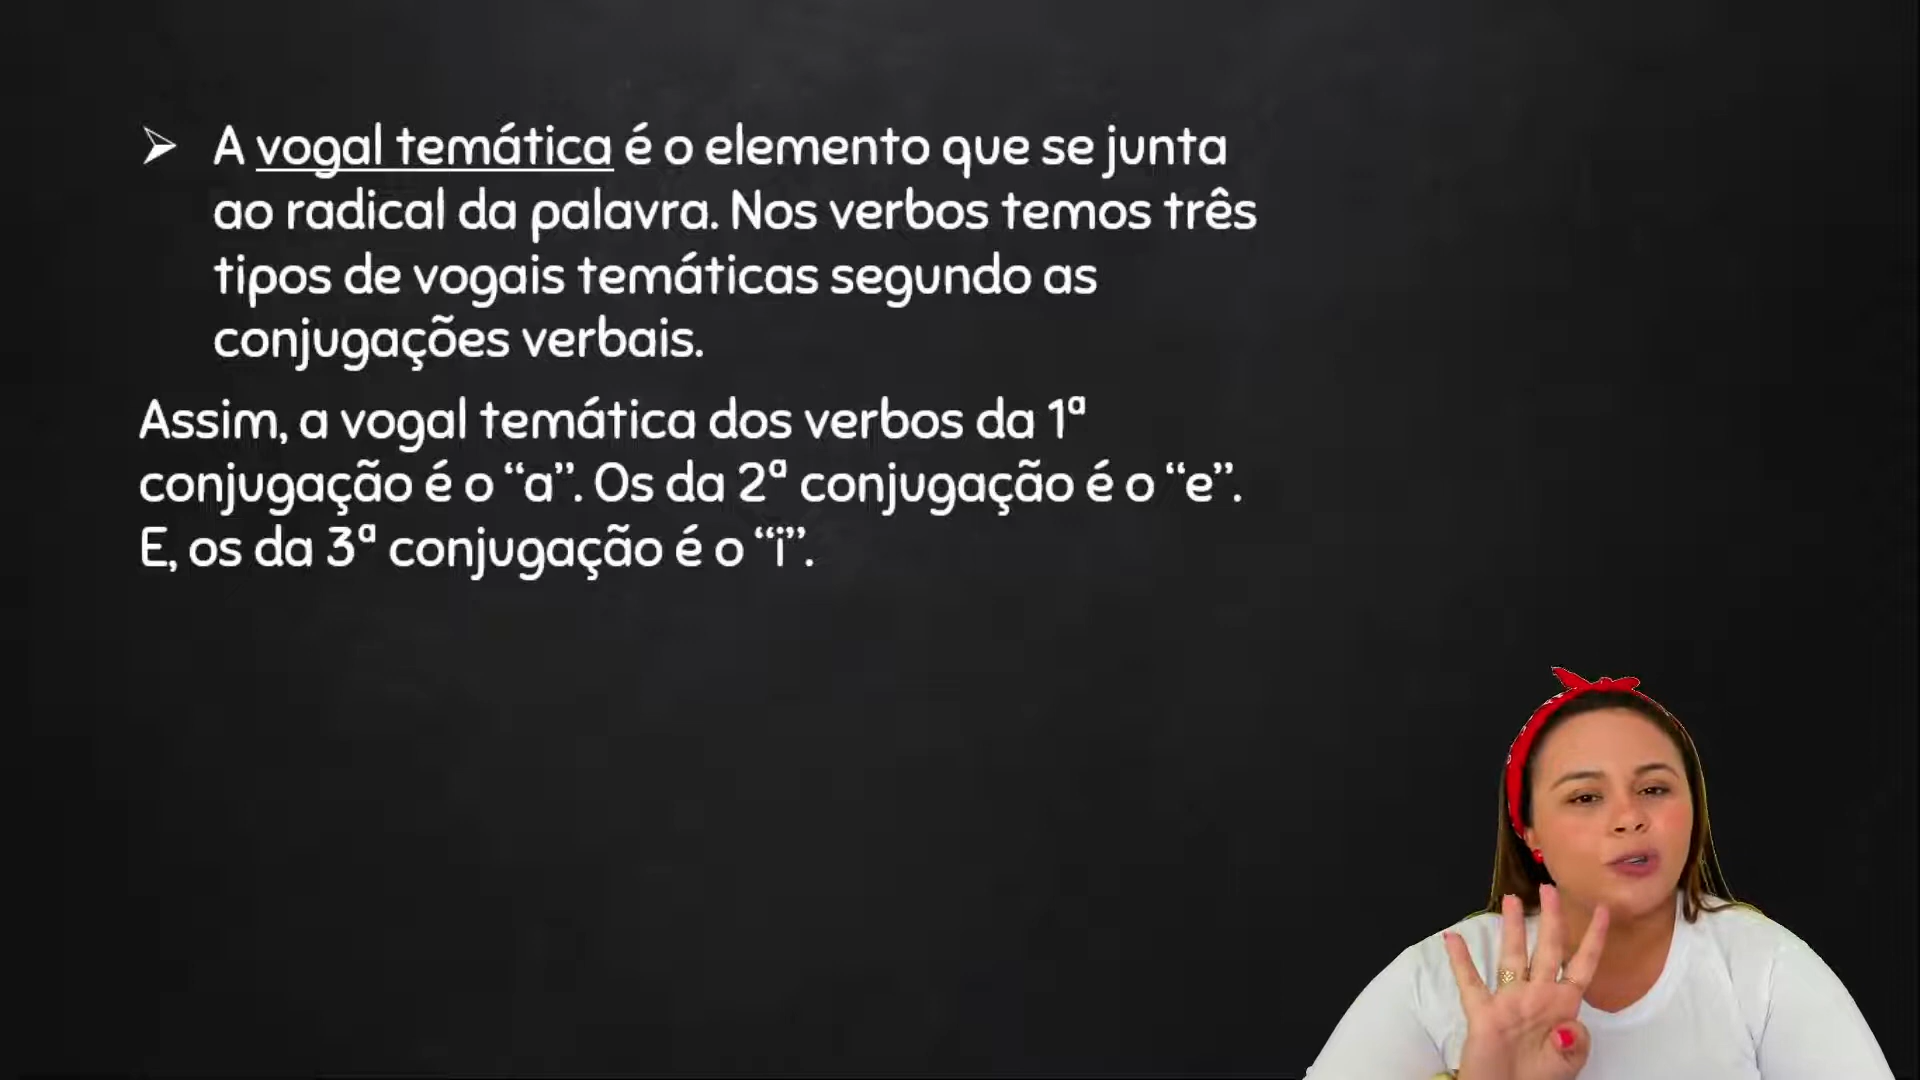 ➢ A vogal temática é o elemento que se junta
ao radical da palavra. Nos verbos temos três
tipos de vogais temáticas segundo as
conjugações verbais.
Assim, a vogal temática dos verbos da 1ª
conjugação é o “a”. Os da 2ª conjugação é o “e”.
E, os da 3ª conjugação é o “i”.